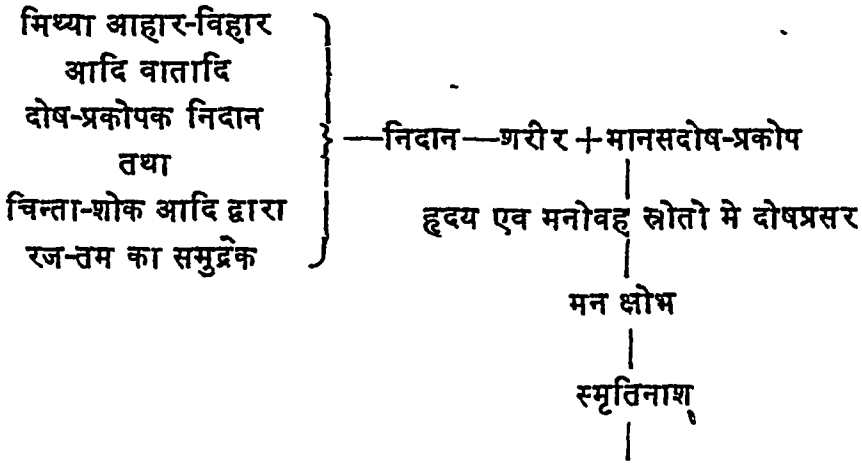 मिथ्या आहार-विहार
आदि वातादि
दोष-प्रकोपक निदान
तथा
चिन्ता-शोक आदि द्वारा
रज-तम का समुद्रेक
—निदान—शरीर + मानसदोष-प्रकोप
हृदय एव मनोवह स्रोतो मे दोषप्रसर
मन क्षोभ
स्मृतिनाश